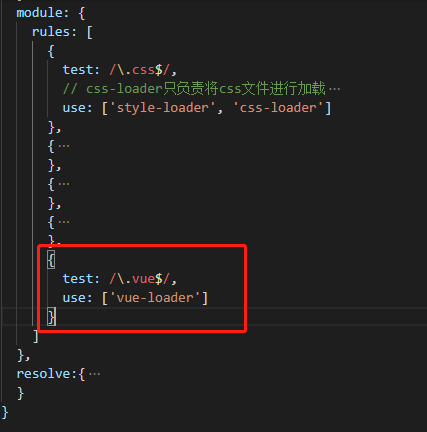 module: {
rules: [
{
test: /\.css$/,
// css-loader只负责将css文件进行加载 ···
use: ['style-loader', 'css-loader']
},
{ ···
},
{ ···
},
{ ···
},
{
test: /\.vue$/,
use: ['vue-loader']
}
]
},
resolve:{ ···
}
}